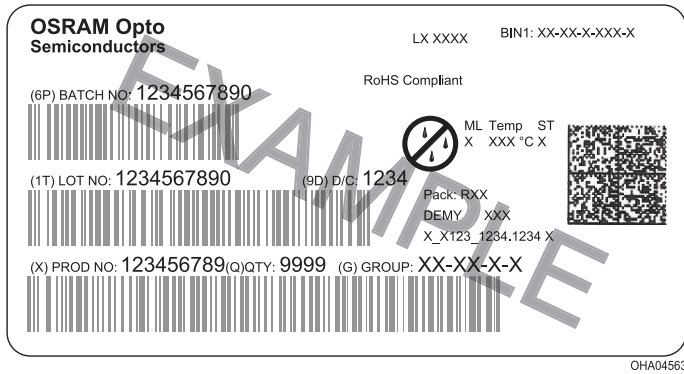 OSRAM Opto
Semiconductors
LX XXXX
BIN1: XX-XX-X-XXX-X
RoHS Compliant
(6P) BATCH NO: 1234567890
ML Temp ST
X XXX °C X
(1T) LOT NO: 1234567890
(9D) D/C: 1234
Pack: RXX
DEMY XXX
X_X123_1234.1234 X
(X) PROD NO: 123456789(Q)QTY: 9999 (G) GROUP: XX-XX-X-X
EXAMPLE
OHA04563